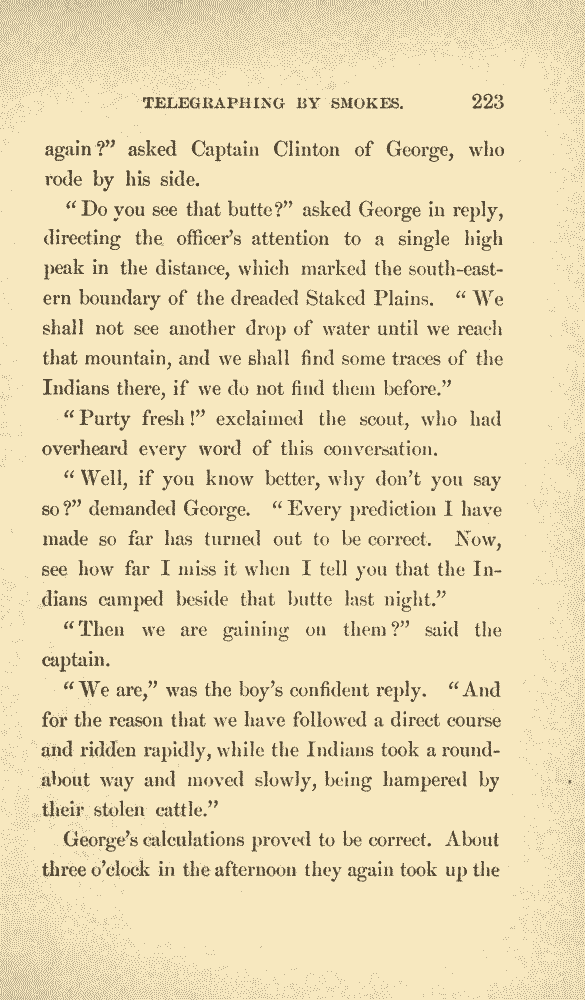 TELEGRAPHING BY SMOKES. 223
again?” asked Captain Clinton of George, who
rode by his side.
“Do you see that butte?” asked George in reply,
directing the officer’s attention to a single high
peak in the distance, which marked the south-east-
ern boundary of the dreaded Staked Plains. “We
shall not see another drop of water until we reach
that mountain, and we shall find some traces of the
Indians there, if we do not find them before.”
“Purty fresh!” exclaimed the scout, who had
overheard every word of this conversation.
“Well, if you know better, why don’t you say
so?” demanded George. “Every prediction I have
made so far has turned out to be correct. Now,
see how far I miss it when I tell you that the In-
dians camped beside that butte last night.”
“Then we are gaining on them?” said the
captain.
“We are,” was the boy’s confident reply. “And
for the reason that we have followed a direct course
and ridden rapidly, while the Indians took a round-
about way and moved slowly, being hampered by
their stolen cattle.”
George’s calculations proved to be correct. About
three o’clock in the afternoon they again took up the